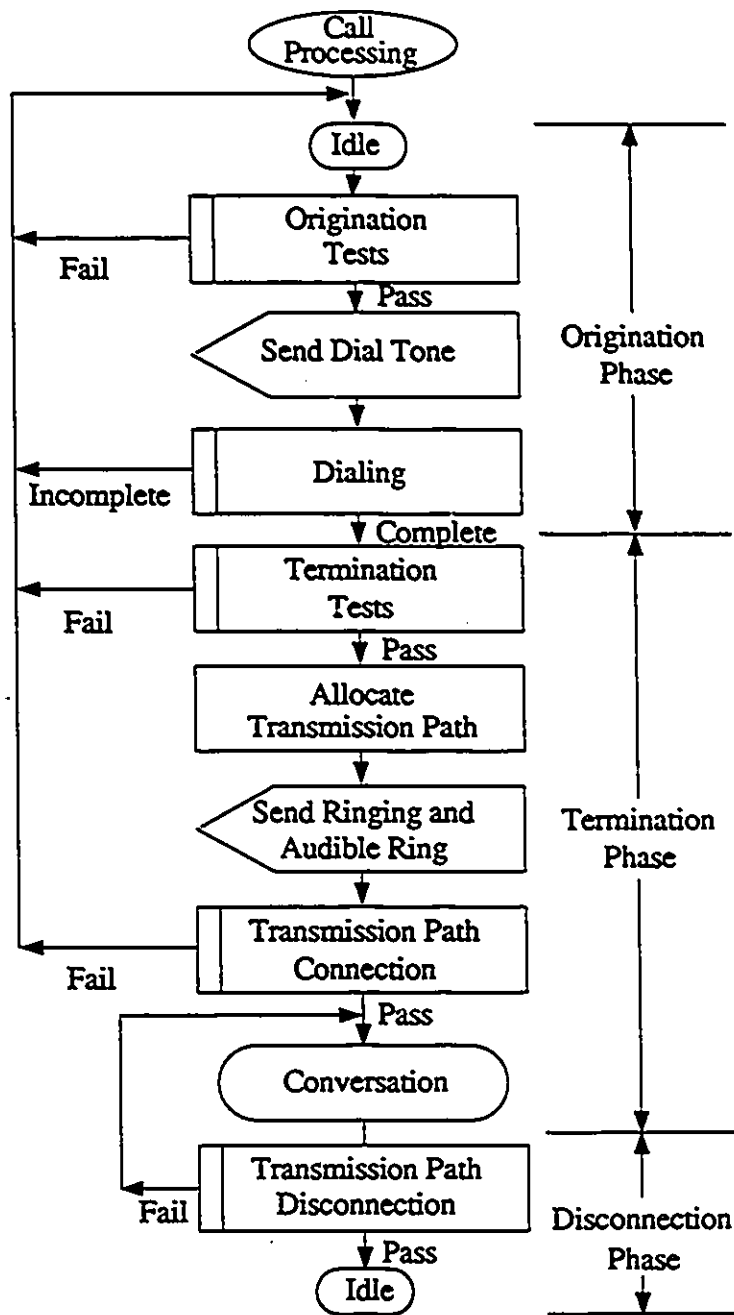 Call
Processing
Idle
Origination
Tests
Fail
Pass
Send Dial Tone
Origination
Phase
Dialing
Incomplete
Complete
Termination
Tests
Fail
Pass
Allocate
Transmission Path
Send Ringing and
Audible Ring
Termination
Phase
Transmission Path
Connection
Fail
Pass
Conversation
Transmission Path
Disconnection
Fail
Disconnection
Phase
Pass
Idle